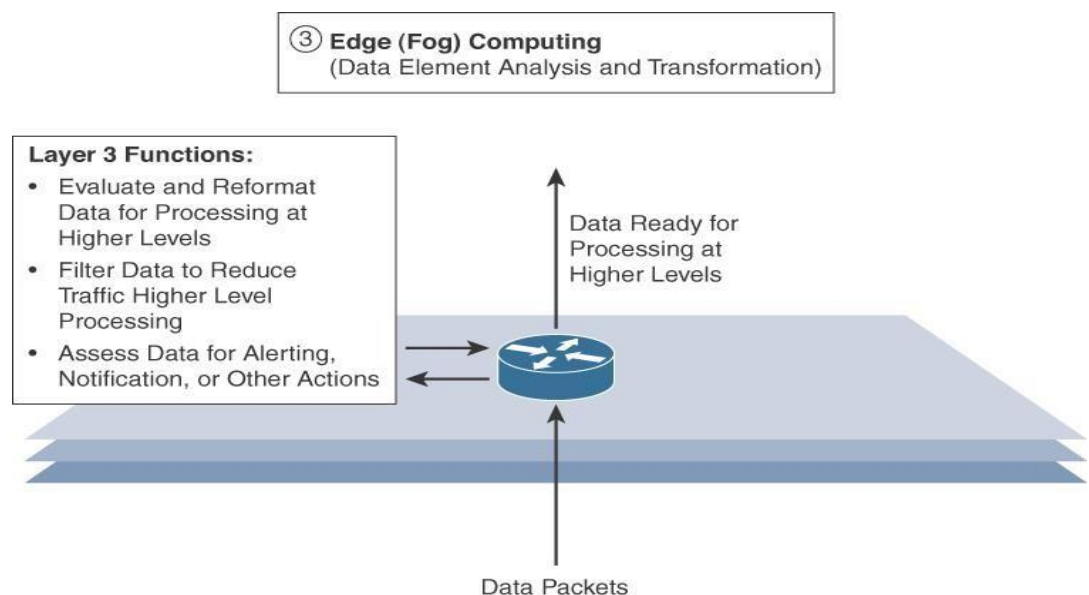 ③ Edge (Fog) Computing
(Data Element Analysis and Transformation)
Layer 3 Functions:
• Evaluate and Reformat
Data for Processing at
Higher Levels
• Filter Data to Reduce
Traffic Higher Level
Processing
• Assess Data for Alerting,
Notification, or Other Actions
Data Ready for
Processing at
Higher Levels
Data Packets